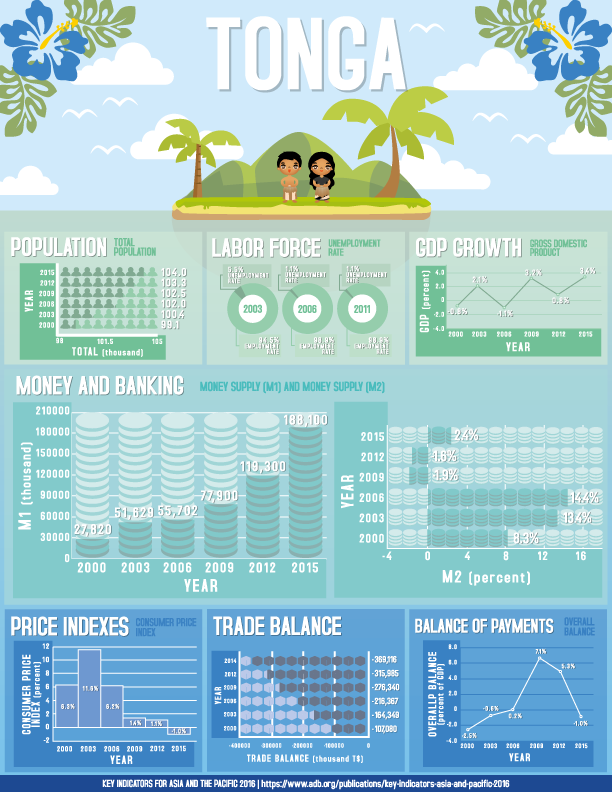 TONGA
POPULATION
TOTAL
POPULATION
YEAR
2015
2012
2009
2006
2003
2000
104.0
103.3
102.5
102.0
100.4
99.1
98
101.5
105
TOTAL (thousand)
LABOR FORCE
UNEMPLOYMENT
RATE
UNEMPLOYMENT
RATE
1.1%
UNEMPLOYMENT
RATE
1.1%
UNEMPLOYMENT
RATE
2003
2006
2011
EMPLOYMENT
RATE
98.9%
EMPLOYMENT
RATE
98.9%
EMPLOYMENT
RATE
GDP GROWTH
GROSS DOMESTIC
PRODUCT
GDP (percent)
4.0
2.0
0
-2.0
-4.0
-0.8%
2.1%
-1.1%
3.2%
0.8%
3.4%
2000
2003
2006
2009
2012
2015
YEAR
MONEY AND BANKING
MONEY SUPPLY (M1) AND MONEY SUPPLY (M2)
M1 (thousand)
210000
180000
150000
120000
90000
60000
30000
0
27,820
51,629
55,702
77,900
119,300
188,100
2000
2003
2006
2009
2012
2015
YEAR
YEAR
2015
2012
2009
2006
2003
2000
2.4%
-1.6%
-1.9%
14.4%
13.4%
8.3%
-4
0
4
8
12
16
M2 (percent)
PRICE INDEXES
CONSUMER PRICE
INDEX
CONSUMER PRICE
INDEX (percent)
12
10
8
6
4
2
0
-2
6.3%
11.6%
6.2%
1.4%
-1.0%
2000
2003
2006
2009
2012
2015
YEAR
TRADE BALANCE
YEAR
2014
2012
2009
2006
2003
2000
-369,116
-315,985
-276,340
-216,367
-164,349
-107,080
-400000
-300000
-200000
-100000
0
TRADE BALANCE (thousand T$)
BALANCE OF PAYMENTS
OVERALL
BALANCE
OVERALLP BALANCE
(percent of GDP)
8.0
6.0
4.0
2.0
0
-2.0
-4.0
-2.6%
-0.6%
0.2%
7.1%
5.3%
-1.0%
2000
2003
2006
2009
2012
2015
YEAR
KEY INDICATORS FOR ASIA AND THE PACIFIC 2016 | https://www.adb.org/publications/key-indicators-asia-and-pacific-2016